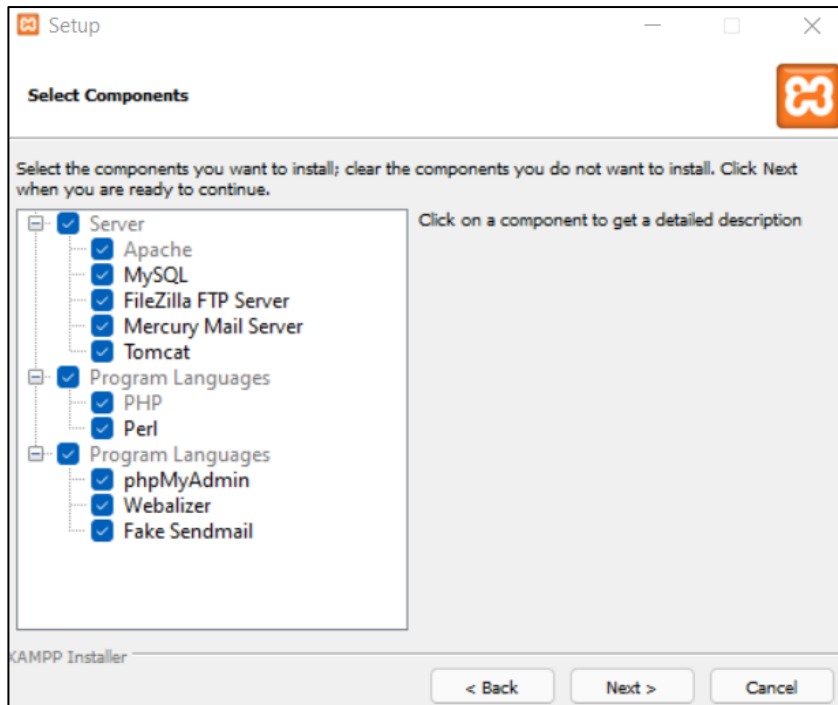 Setup
Select Components
Select the components you want to install; clear the components you do not want to install. Click Next
when you are ready to continue.
Server
Apache
MySQL
FileZilla FTP Server
Mercury Mail Server
Tomcat
Program Languages
PHP
Perl
Program Languages
phpMyAdmin
Webalizer
Fake Sendmail
Click on a component to get a detailed description
XAMPP Installer
< Back
Next >
Cancel